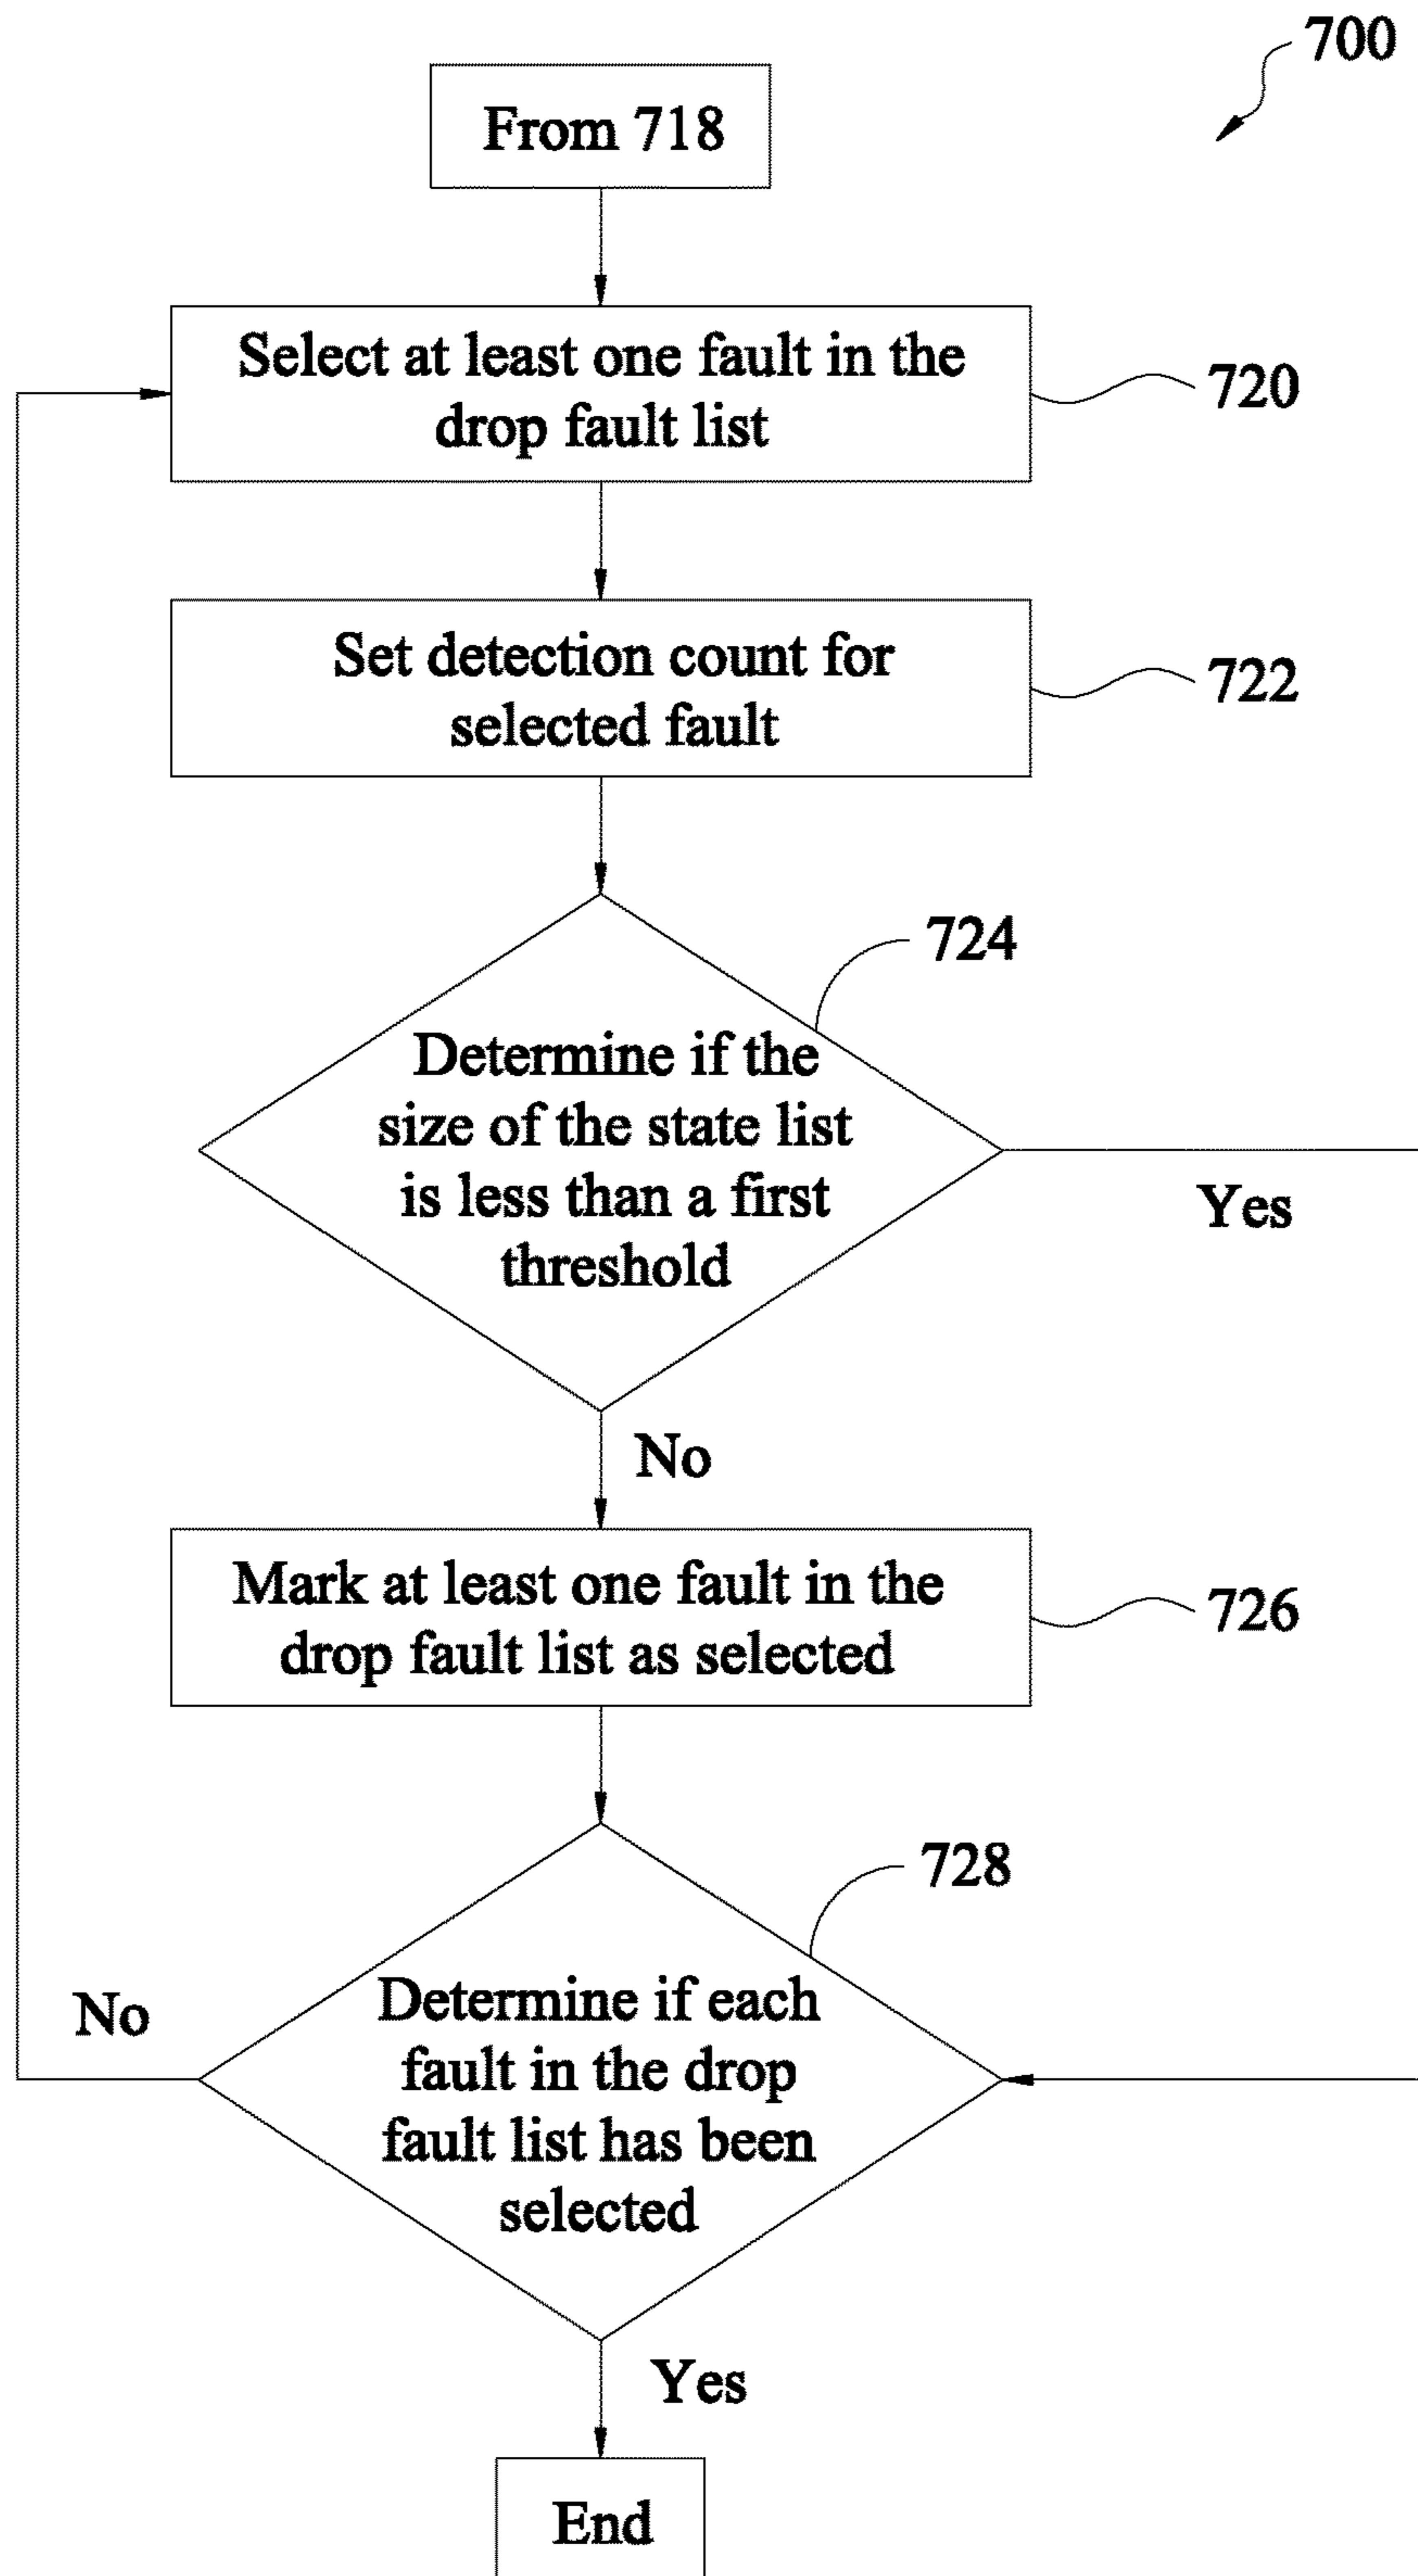 700
From 718
Select at least one fault in the
drop fault list
720
Set detection count for
selected fault
722
724
Determine if the
size of the state list
is less than a first
threshold
Yes
No
Mark at least one fault in the
drop fault list as selected
726
728
Determine if each
fault in the drop
fault list has been
selected
No
Yes
End